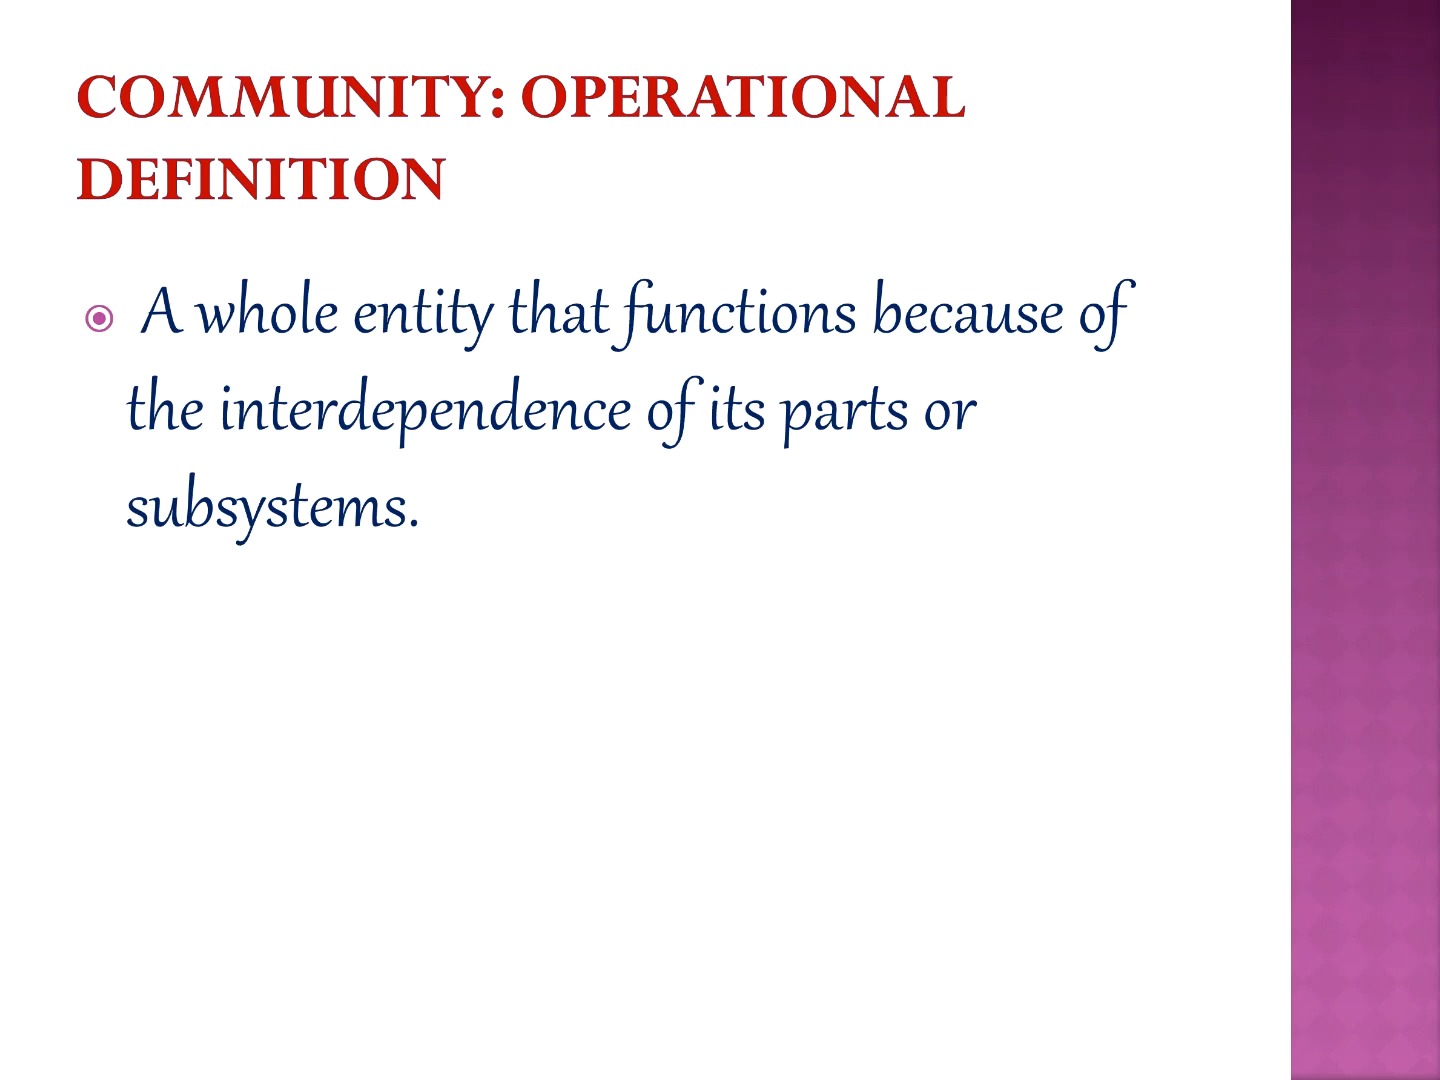 COMMUNITY: OPERATIONAL
DEFINITION
A whole entity that functions because of
the interdependence of its parts or
subsystems.